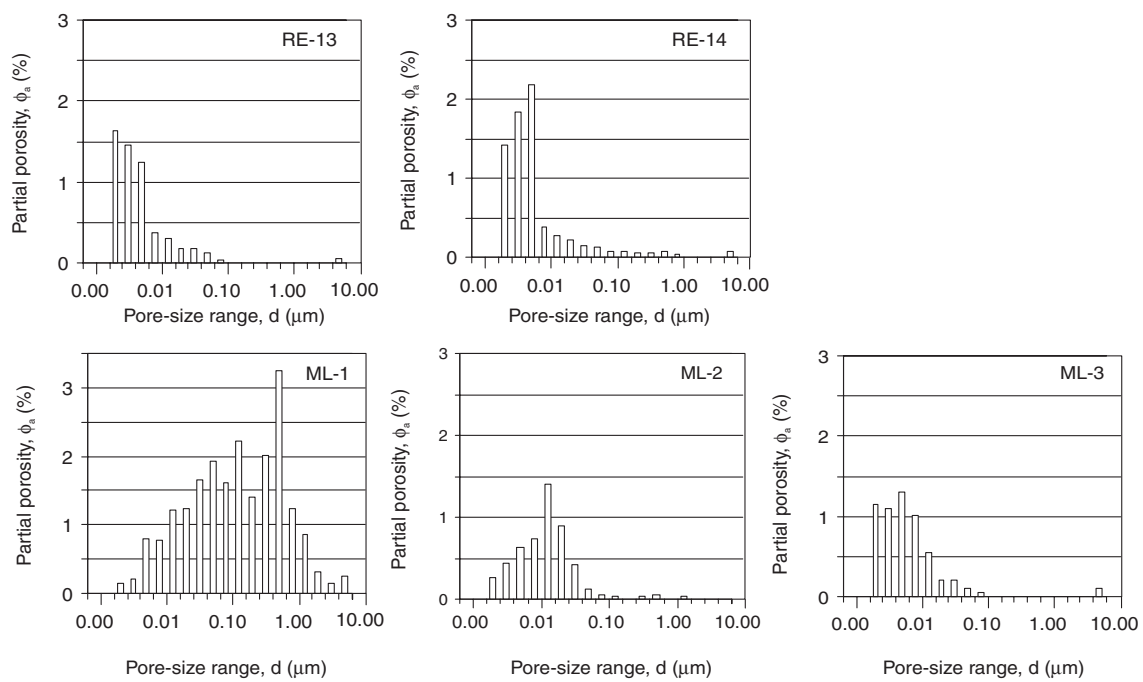 RE-13
3
2
1
0
Partial porosity, ϕa (%)
0.00 0.01 0.10 1.00 10.00
Pore-size range, d (μm)
RE-14
3
2
1
0
Partial porosity, ϕa (%)
0.00 0.01 0.10 1.00 10.00
Pore-size range, d (μm)
ML-1
3
2
1
0
Partial porosity, ϕa (%)
0.00 0.01 0.10 1.00 10.00
Pore-size range, d (μm)
ML-2
3
2
1
0
Partial porosity, ϕa (%)
0.00 0.01 0.10 1.00 10.00
Pore-size range, d (μm)
ML-3
3
2
1
0
Partial porosity, ϕa (%)
0.00 0.01 0.10 1.00 10.00
Pore-size range, d (μm)